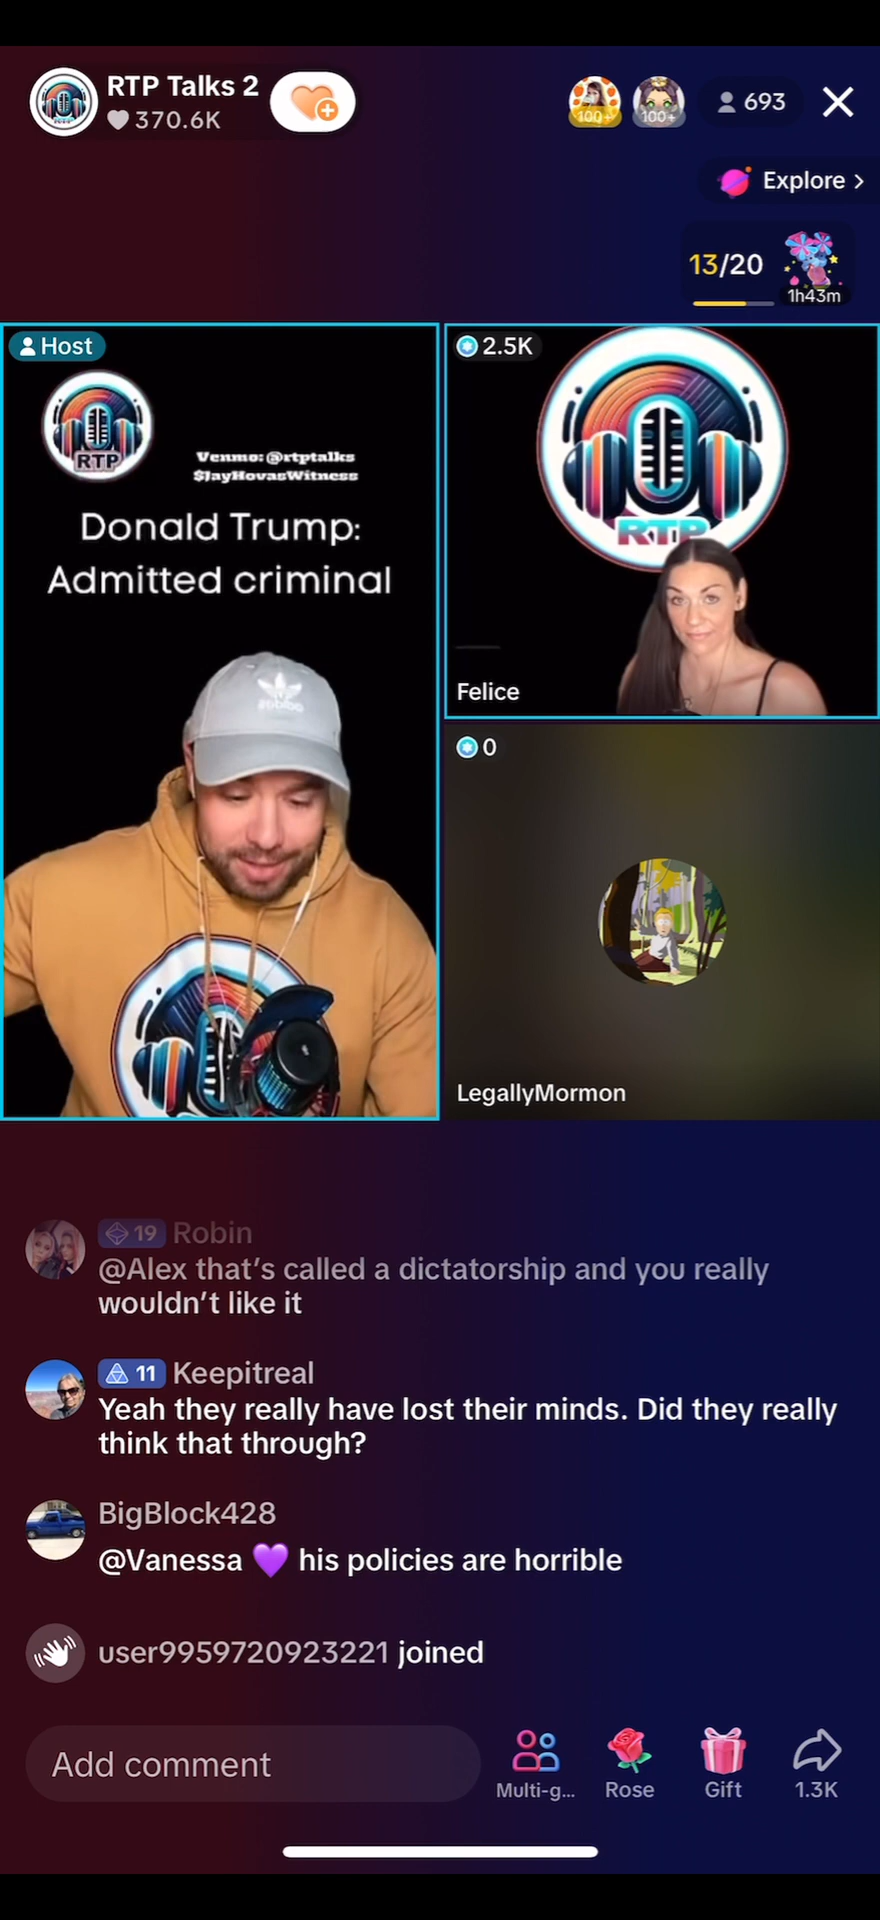 RTP Talks 2
370.6K
100+
100+
693
Explore >
13/20
1h43m
Host
RTP
Venmo: @rtptalks
$JayHovasWitness
Donald Trump:
Admitted criminal
2.5K
RTP
Felice
0
LegallyMormon
19 Robin
@Alex that's called a dictatorship and you really
wouldn't like it
11 Keepitreal
Yeah they really have lost their minds. Did they really
think that through?
BigBlock428
@Vanessa 💜 his policies are horrible
user9959720923221 joined
Add comment
Multi-g...
Rose
Gift
1.3K